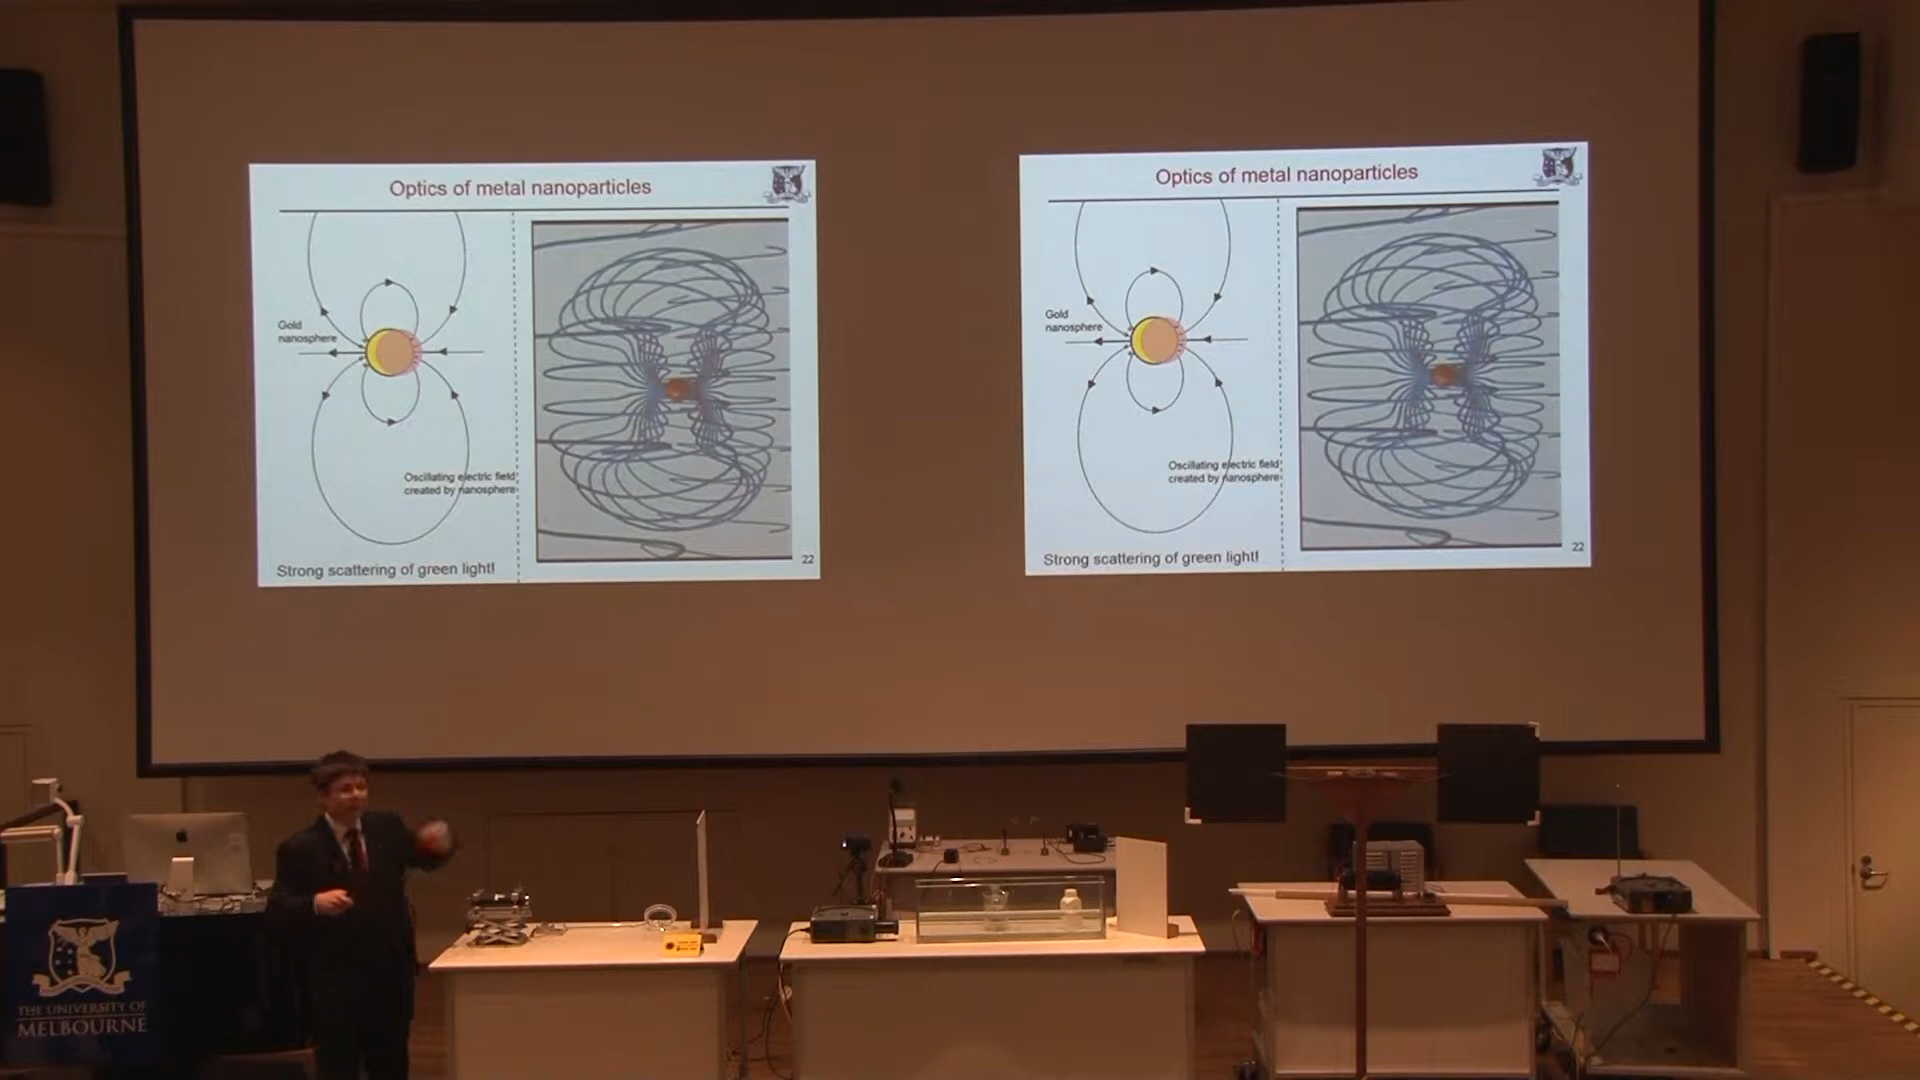 Optics of metal nanoparticles
Gold
nanosphere
Oscillating electric field
created by nanosphere
Strong scattering of green light!
22
Optics of metal nanoparticles
Gold
nanosphere
Oscillating electric field
created by nanosphere
Strong scattering of green light!
22
THE UNIVERSITY OF
MELBOURNE